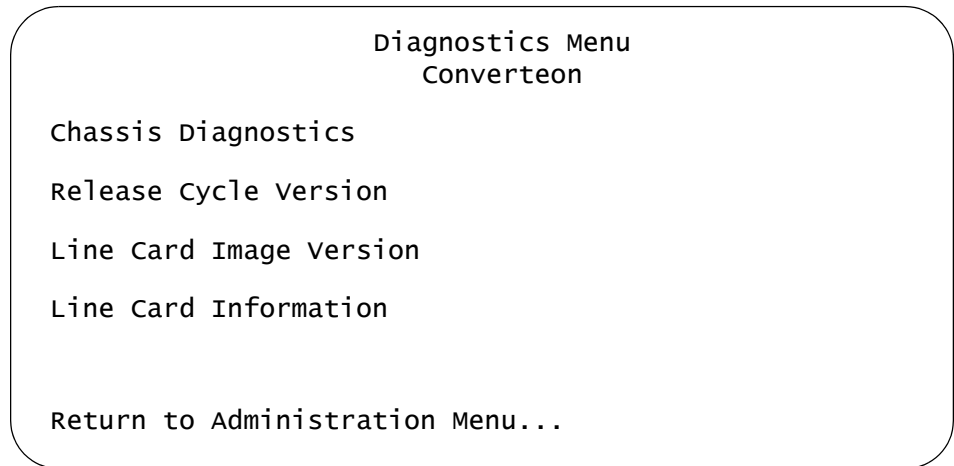 Diagnostics Menu
Converteon
Chassis Diagnostics
Release Cycle Version
Line Card Image Version
Line Card Information
Return to Administration Menu...